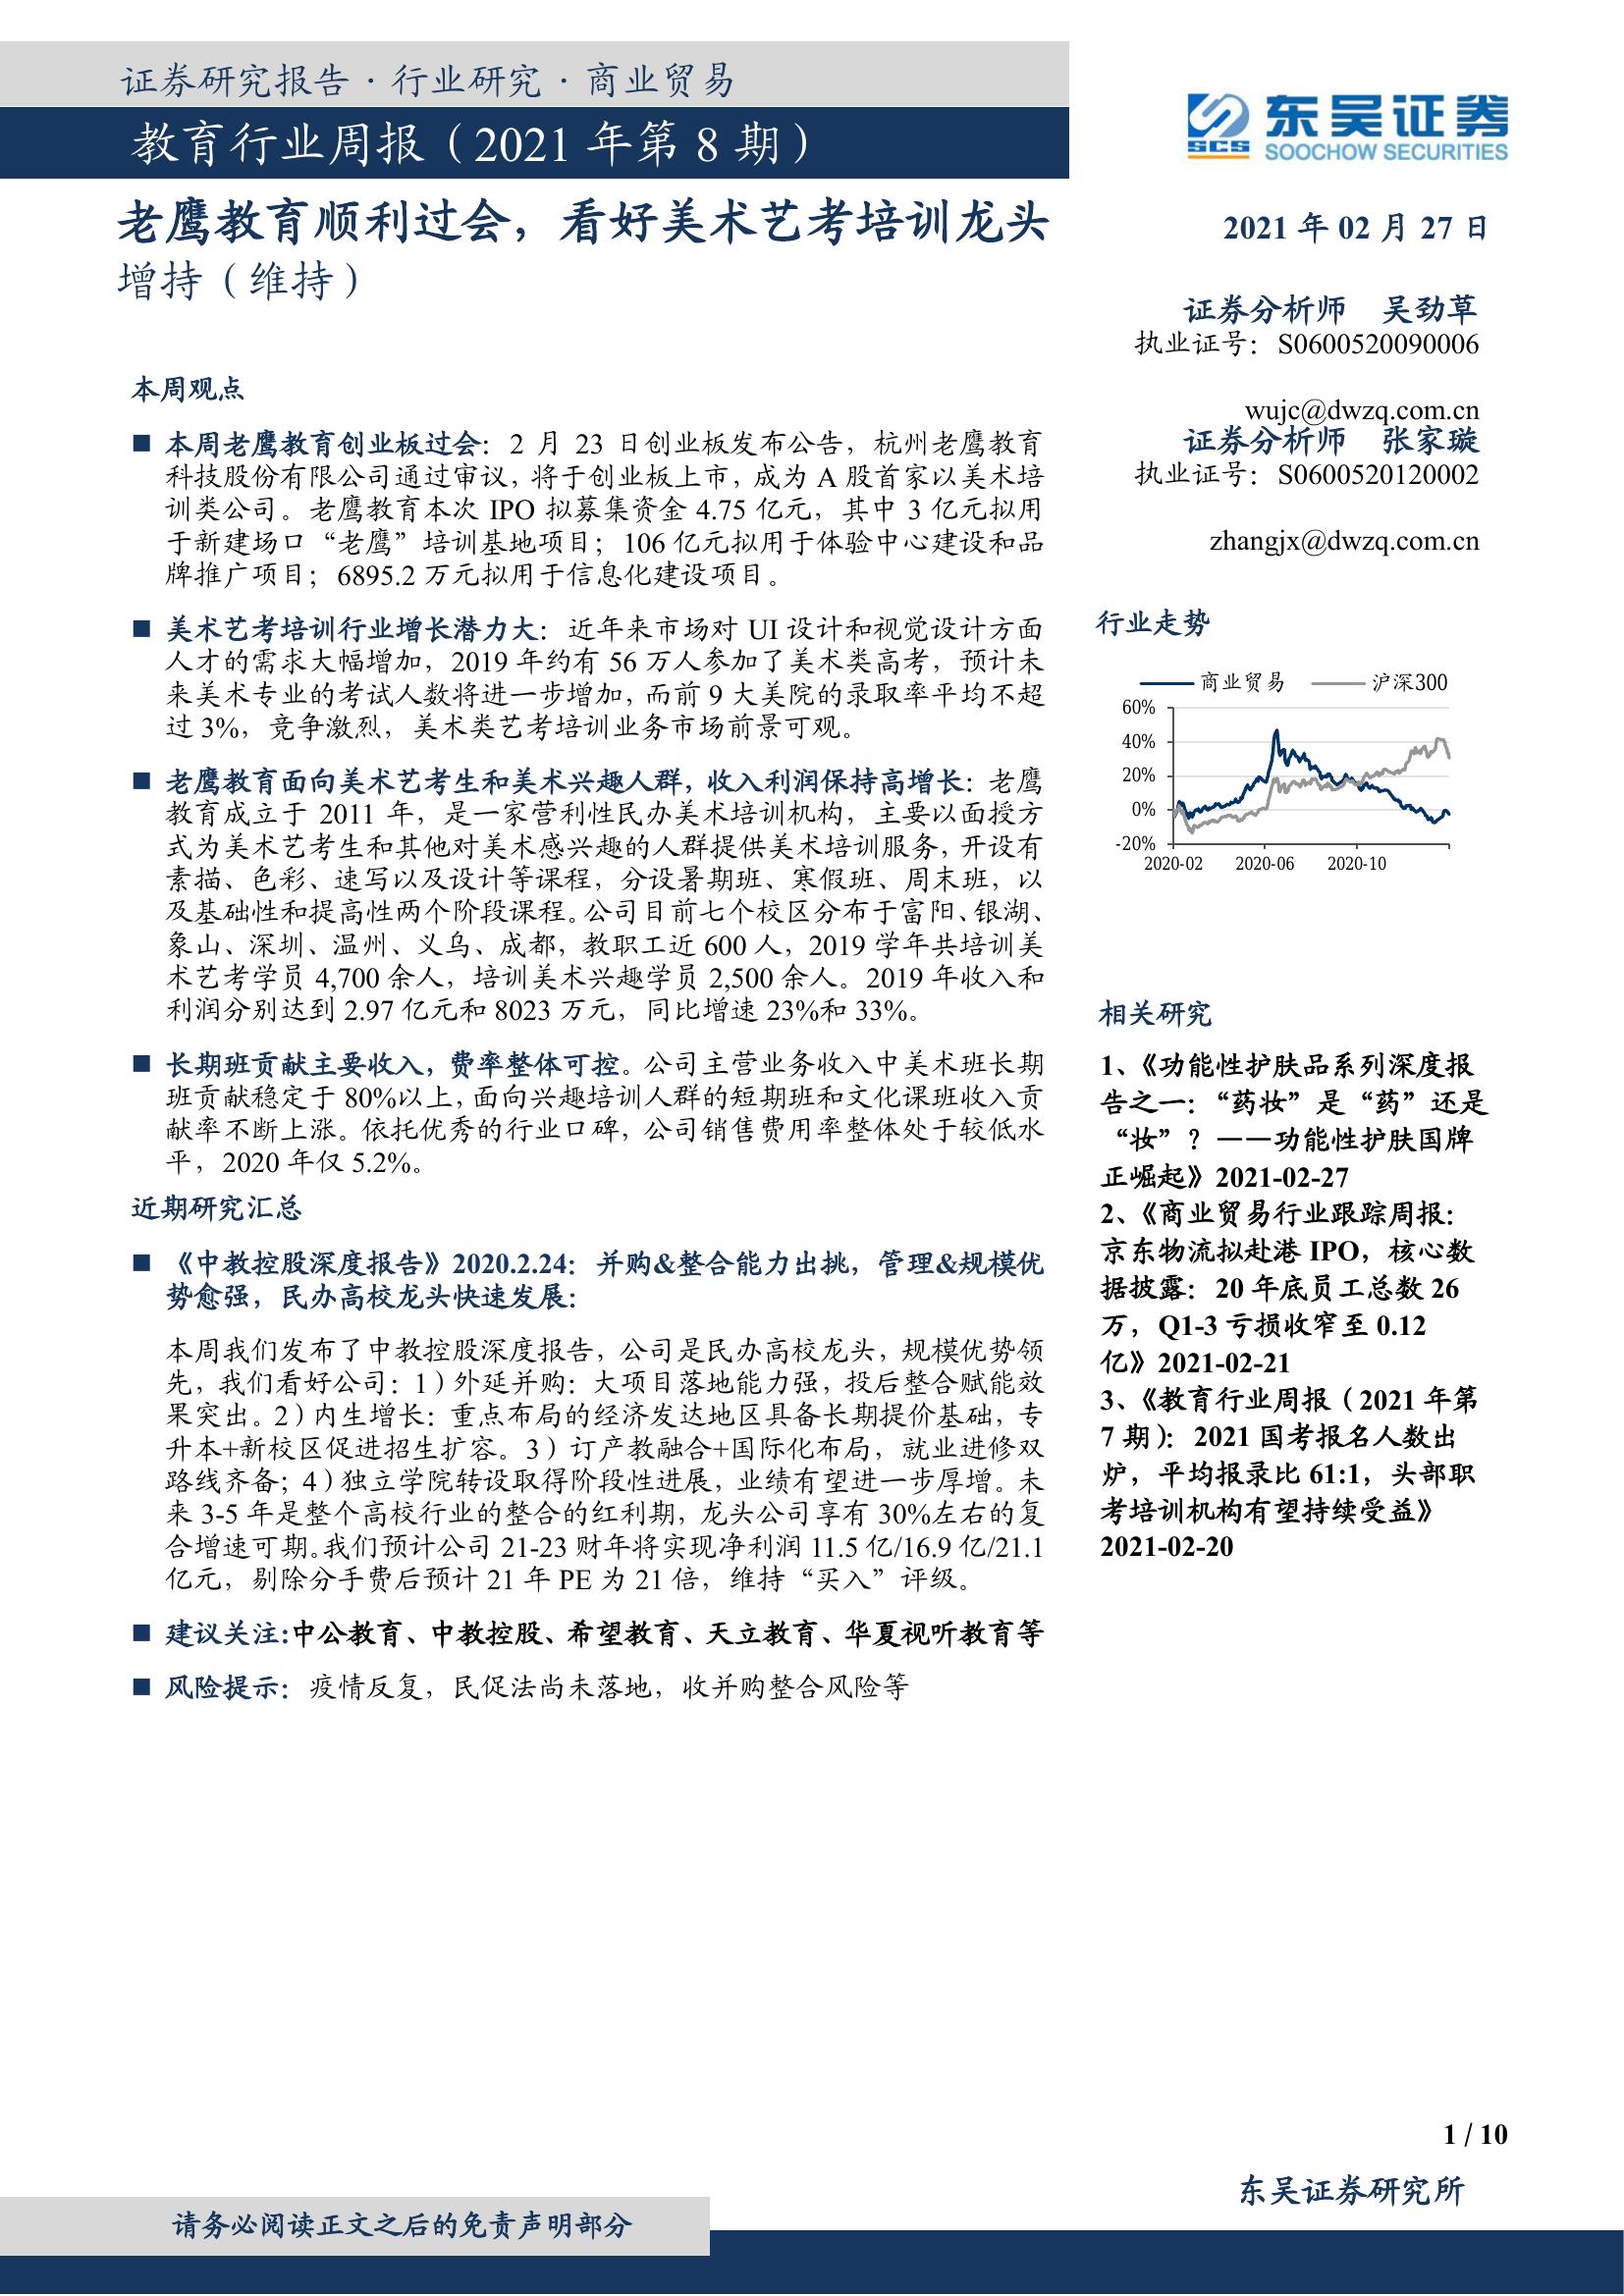 证券研究报告 · 行业研究 · 商业贸易
教育行业周报（2021 年第 8 期）
东吴证券
SCS
SOOCHOW SECURITIES
老鹰教育顺利过会，看好美术艺考培训龙头
增持（维持）
2021 年 02 月 27 日
证券分析师 吴劲草
执业证号：S0600520090006
wujc@dwzq.com.cn
证券分析师 张家璇
执业证号：S0600520120002
zhangjx@dwzq.com.cn
本周观点
■ 本周老鹰教育创业板过会：2 月 23 日创业板发布公告，杭州老鹰教育
科技股份有限公司通过审议，将于创业板上市，成为 A 股首家以美术培
训类公司。老鹰教育本次 IPO 拟募集资金 4.75 亿元，其中 3 亿元拟用
于新建场口“老鹰”培训基地项目；106 亿元拟用于体验中心建设和品
牌推广项目；6895.2 万元拟用于信息化建设项目。
■ 美术艺考培训行业增长潜力大：近年来市场对 UI 设计和视觉设计方面
人才的需求大幅增加，2019 年约有 56 万人参加了美术类高考，预计未
来美术专业的考试人数将进一步增加，而前 9 大美院的录取率平均不超
过 3%，竞争激烈，美术类艺考培训业务市场前景可观。
■ 老鹰教育面向美术艺考生和美术兴趣人群，收入利润保持高增长：老鹰
教育成立于 2011 年，是一家营利性民办美术培训机构，主要以面授方
式为美术艺考生和其他对美术感兴趣的人群提供美术培训服务，开设有
素描、色彩、速写以及设计等课程，分设暑期班、寒假班、周末班，以
及基础性和提高性两个阶段课程。公司目前七个校区分布于富阳、银湖、
象山、深圳、温州、义乌、成都，教职工近 600 人，2019 学年共培训美
术艺考学员 4,700 余人，培训美术兴趣学员 2,500 余人。2019 年收入和
利润分别达到 2.97 亿元和 8023 万元，同比增速 23%和 33%。
■ 长期班贡献主要收入，费率整体可控。公司主营业务收入中美术班长期
班贡献稳定于 80%以上，面向兴趣培训人群的短期班和文化课班收入贡
献率不断上涨。依托优秀的行业口碑，公司销售费用率整体处于较低水
平，2020 年仅 5.2%。
近期研究汇总
■ 《中教控股深度报告》2020.2.24：并购&整合能力出挑，管理&规模优
势愈强，民办高校龙头快速发展：
本周我们发布了中教控股深度报告，公司是民办高校龙头，规模优势领
先，我们看好公司：1）外延并购：大项目落地能力强，投后整合赋能效
果突出。2）内生增长：重点布局的经济发达地区具备长期提价基础，专
升本+新校区促进招生扩容。3）订产教融合+国际化布局，就业进修双
路线齐备；4）独立学院转设取得阶段性进展，业绩有望进一步厚增。未
来 3-5 年是整个高校行业的整合的红利期，龙头公司享有 30%左右的复
合增速可期。我们预计公司 21-23 财年将实现净利润 11.5 亿/16.9 亿/21.1
亿元，剔除分手费后预计 21 年 PE 为 21 倍，维持“买入”评级。
■ 建议关注:中公教育、中教控股、希望教育、天立教育、华夏视听教育等
■ 风险提示：疫情反复，民促法尚未落地，收并购整合风险等
行业走势
商业贸易 沪深300
60%
40%
20%
0%
-20%
2020-02 2020-06 2020-10
相关研究
1、《功能性护肤品系列深度报
告之一：“药妆”是“药”还是
“妆”？——功能性护肤国牌
正崛起》2021-02-27
2、《商业贸易行业跟踪周报：
京东物流拟赴港 IPO，核心数
据披露：20 年底员工总数 26
万，Q1-3 亏损收窄至 0.12
亿》2021-02-21
3、《教育行业周报（2021 年第
7 期）：2021 国考报名人数出
炉，平均报录比 61:1，头部职
考培训机构有望持续受益》
2021-02-20
1 / 10
东吴证券研究所
请务必阅读正文之后的免责声明部分